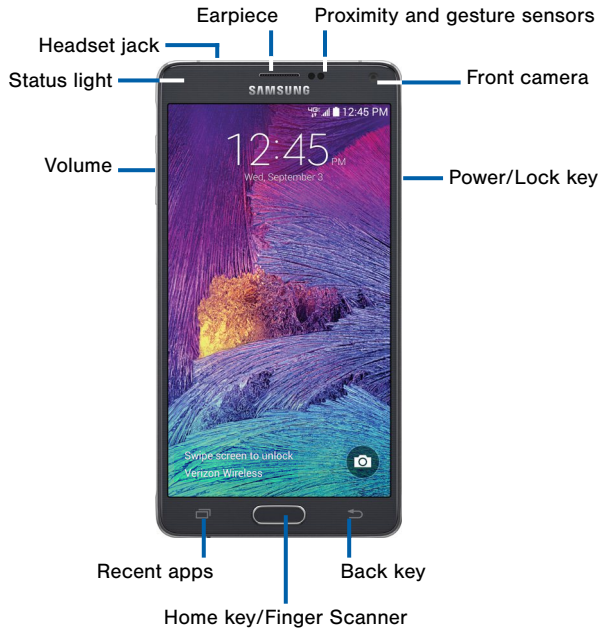 Earpiece
Proximity and gesture sensors
Headset jack
Status light
Front camera
SAMSUNG
4G 12:45 PM
12:45 PM
Wed, September 3
Volume
Power/Lock key
Swipe screen to unlock
Verizon Wireless
Recent apps
Back key
Home key/Finger Scanner